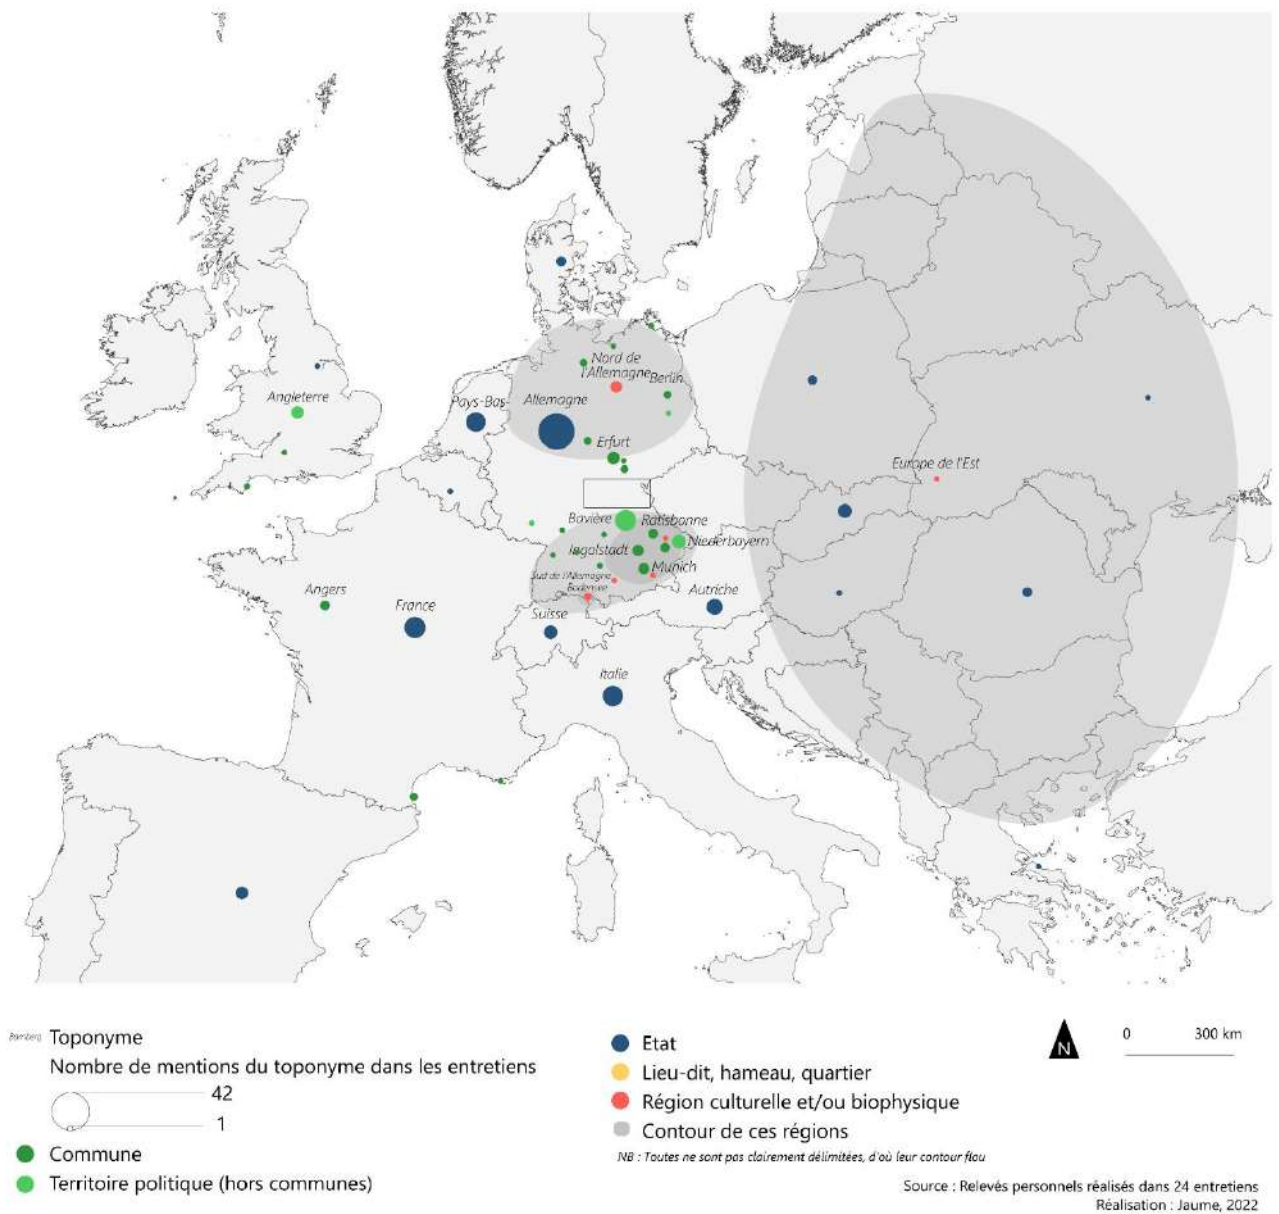 Nord de
l'Allemagne
Berlin
Angleterre
Pays-Bas
Allemagne
Erfurt
Europe de l'Est
Bavière
Ratisbonne
Niederbayern
Ingolstadt
Munich
Sud de l'Allemagne
Bodensee
Angers
France
Autriche
Suisse
Italie
Bamberg Toponyme
Nombre de mentions du toponyme dans les entretiens
42
1
Commune
Territoire politique (hors communes)
Etat
Lieu-dit, hameau, quartier
Région culturelle et/ou biophysique
Contour de ces régions
NB : Toutes ne sont pas clairement délimitées, d'où leur contour flou
N
0 300 km
Source : Relevés personnels réalisés dans 24 entretiens
Réalisation : Jaume, 2022